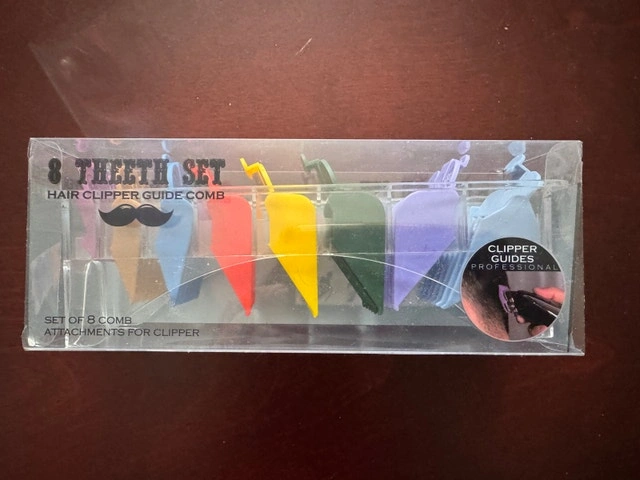 8 THEETH SET
HAIR CLIPPER GUIDE COMB
SET OF 8 COMB
ATTACHMENTS FOR CLIPPER
CLIPPER
GUIDES
PROFESSIONAL